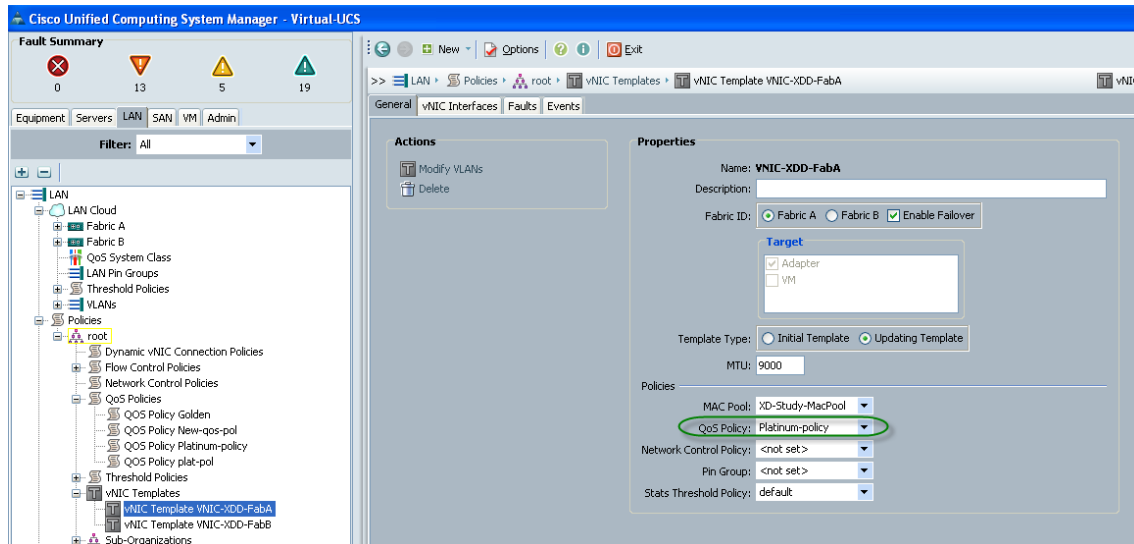 Cisco Unified Computing System Manager - Virtual-UCS
Fault Summary
0 13 5 19
Equipment Servers LAN SAN VM Admin
Filter: All
LAN
LAN Cloud
Fabric A
Fabric B
QoS System Class
LAN Pin Groups
Threshold Policies
VLANs
Policies
root
Dynamic vNIC Connection Policies
Flow Control Policies
Network Control Policies
QoS Policies
QOS Policy Golden
QOS Policy New-qos-pol
QOS Policy Platinum-policy
QOS Policy plat-pol
Threshold Policies
vNIC Templates
vNIC Template VNIC-XDD-FabA
vNIC Template VNIC-XDD-FabB
Sub-Organizations
New Options ? i Exit
>> LAN Policies root vNIC Templates vNIC Template VNIC-XDD-FabA
General vNIC Interfaces Faults Events
Actions
Modify VLANs
Delete
Properties
Name: VNIC-XDD-FabA
Description:
Fabric ID: Fabric A Fabric B Enable Failover
Target
Adapter
VM
Template Type: Initial Template Updating Template
MTU: 9000
Policies
MAC Pool: XD-Study-MacPool
QoS Policy: Platinum-policy
Network Control Policy: <not set>
Pin Group: <not set>
Stats Threshold Policy: default